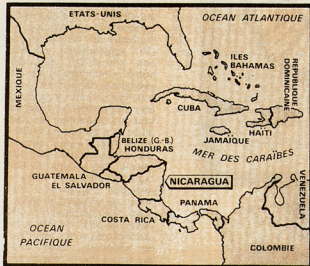 ETATS-UNIS
OCEAN ATLANTIQUE
MEXIQUE
ILES
BAHAMAS
REPUBLIQUE
DOMINICAINE
CUBA
HAITI
JAMAÏQUE
BELIZE (G.-B.)
HONDURAS
MER DES CARAÏBES
GUATEMALA
EL SALVADOR
NICARAGUA
VENEZUELA
PANAMA
COSTA RICA
OCEAN
PACIFIQUE
COLOMBIE